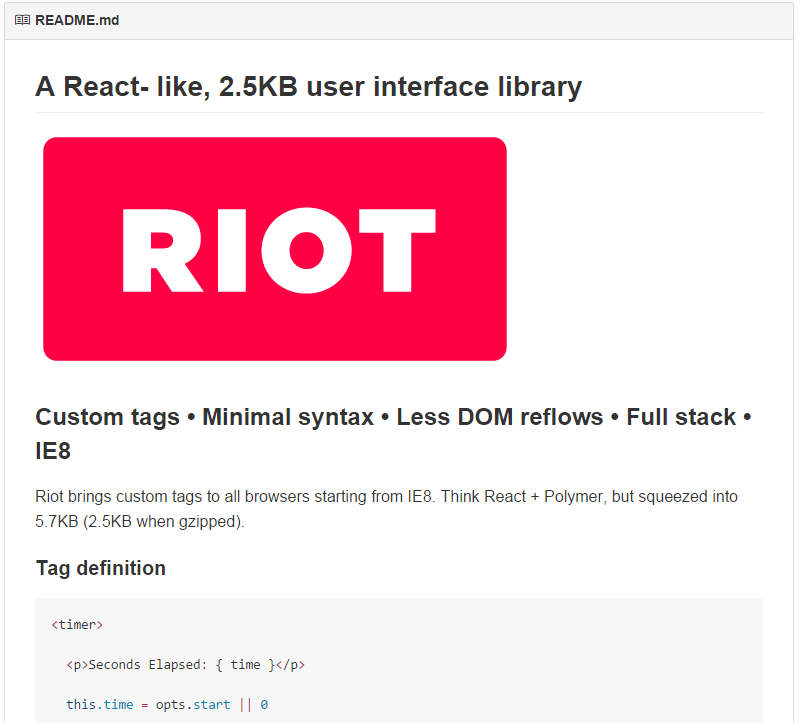 README.md
A React- like, 2.5KB user interface library
RIOT
Custom tags • Minimal syntax • Less DOM reflows • Full stack •
IE8
Riot brings custom tags to all browsers starting from IE8. Think React + Polymer, but squeezed into
5.7KB (2.5KB when gzipped).
Tag definition
<timer>
<p>Seconds Elapsed: { time }</p>
this.time = opts.start || 0